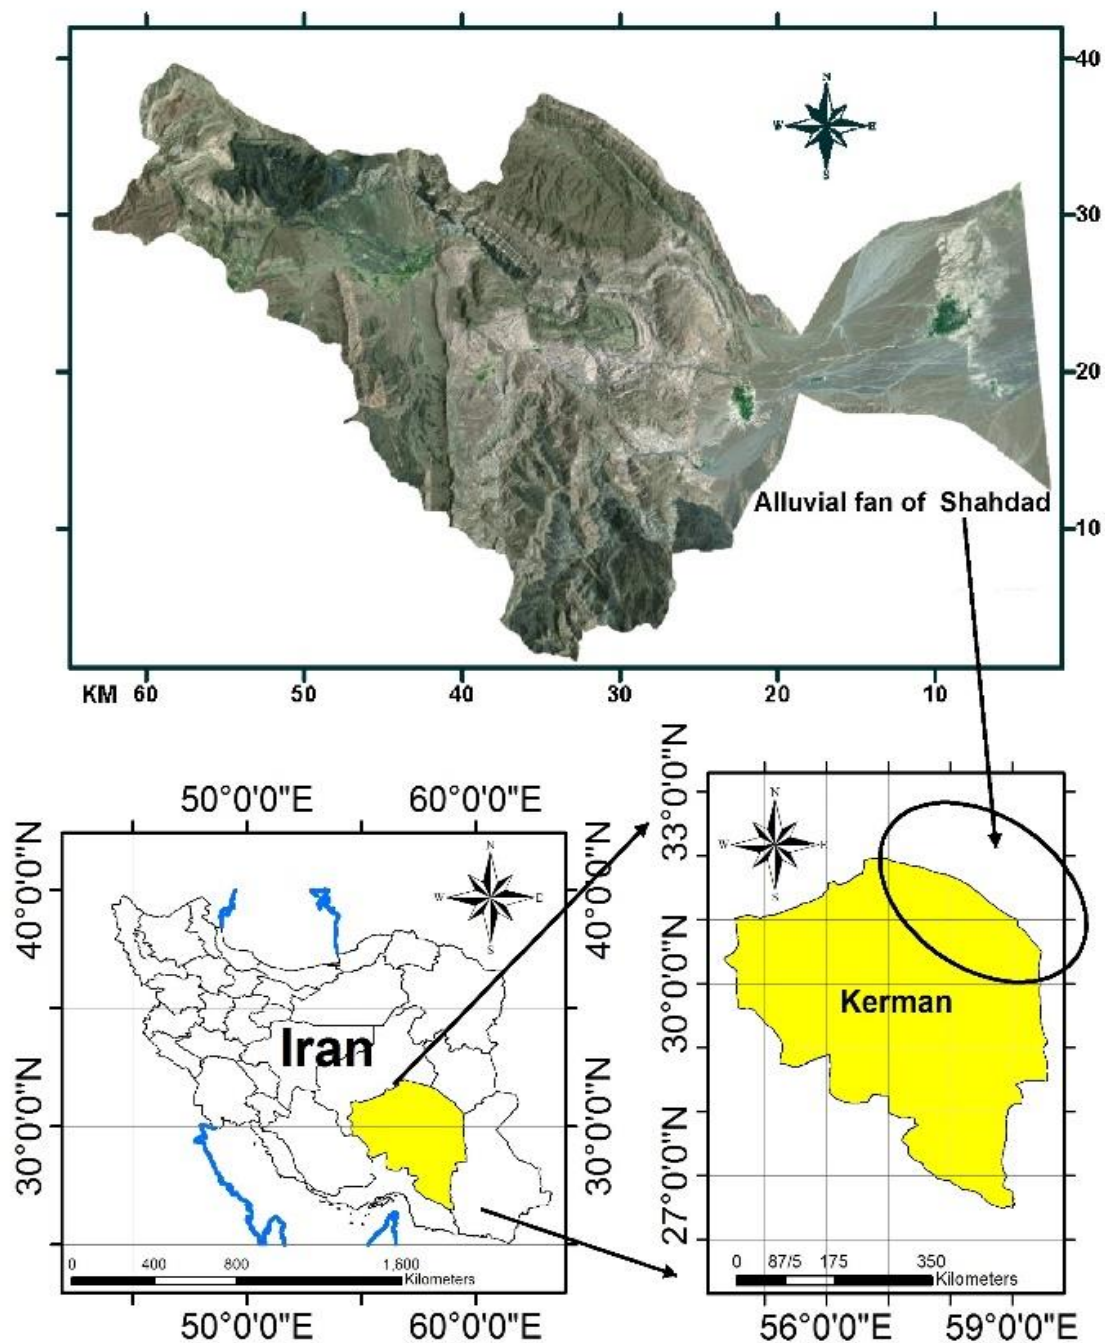 N
W E
S
40
30
20
10
Alluvial fan of Shahdad
KM 60 50 40 30 20 10
50°0'0"E 60°0'0"E
40°0'0"N
30°0'0"N
N
W E
S
Iran
40°0'0"N
30°0'0"N
0 400 800 1,600
Kilometers
50°0'0"E 60°0'0"E
33°0'0"N
30°0'0"N
27°0'0"N
N
W E
S
Kerman
0 87/5 175 350
Kilometers
56°0'0"E 59°0'0"E